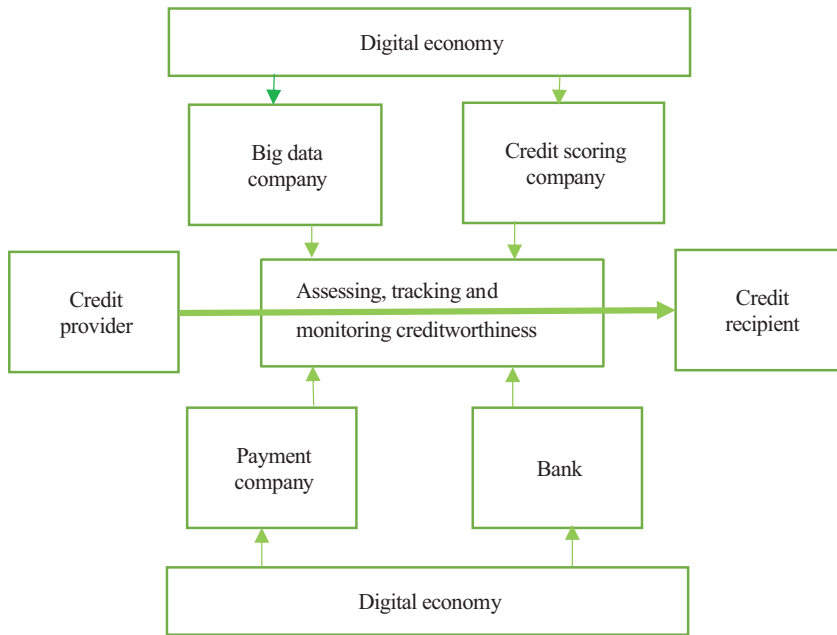 Digital economy
Big data
company
Credit scoring
company
Credit
provider
Assessing, tracking and
monitoring creditworthiness
Credit
recipient
Payment
company
Bank
Digital economy